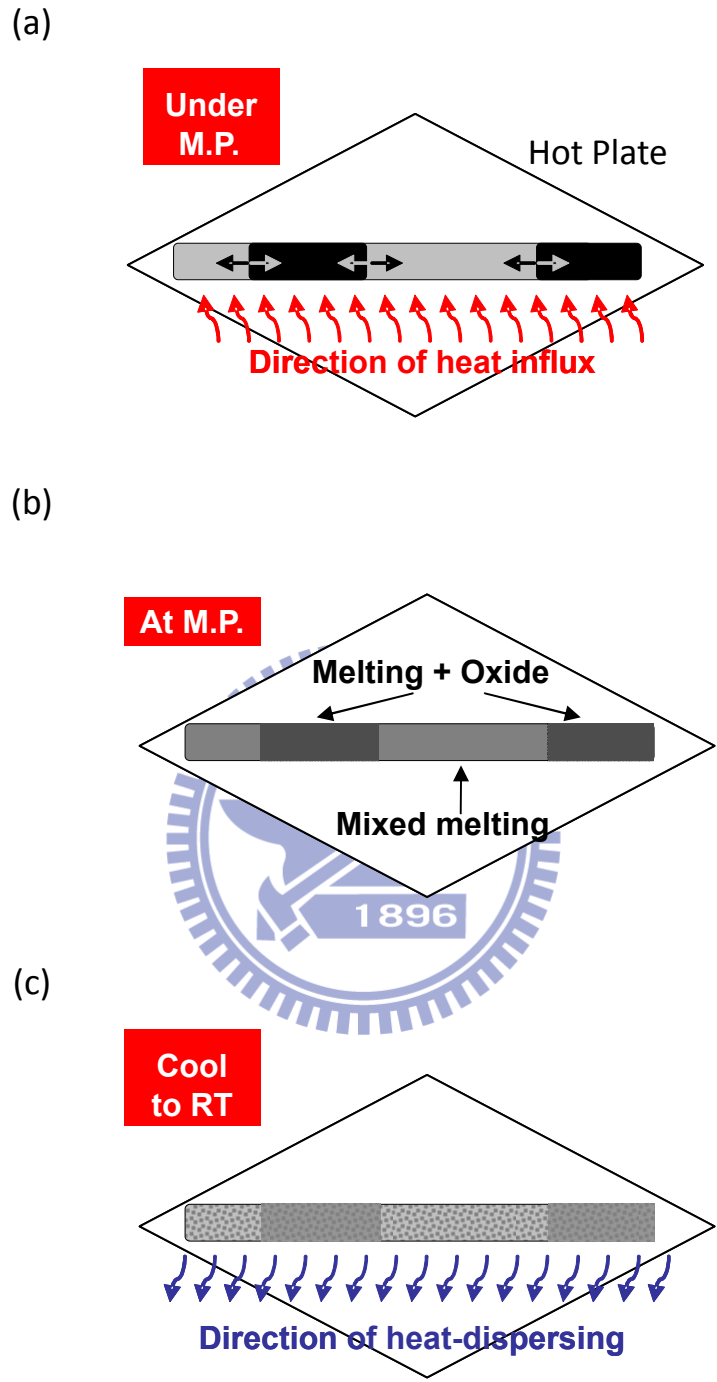 (a)
Under
M.P.
Hot Plate
Direction of heat influx
(b)
At M.P.
Melting + Oxide
Mixed melting
1896
(c)
Cool
to RT
Direction of heat-dispersing